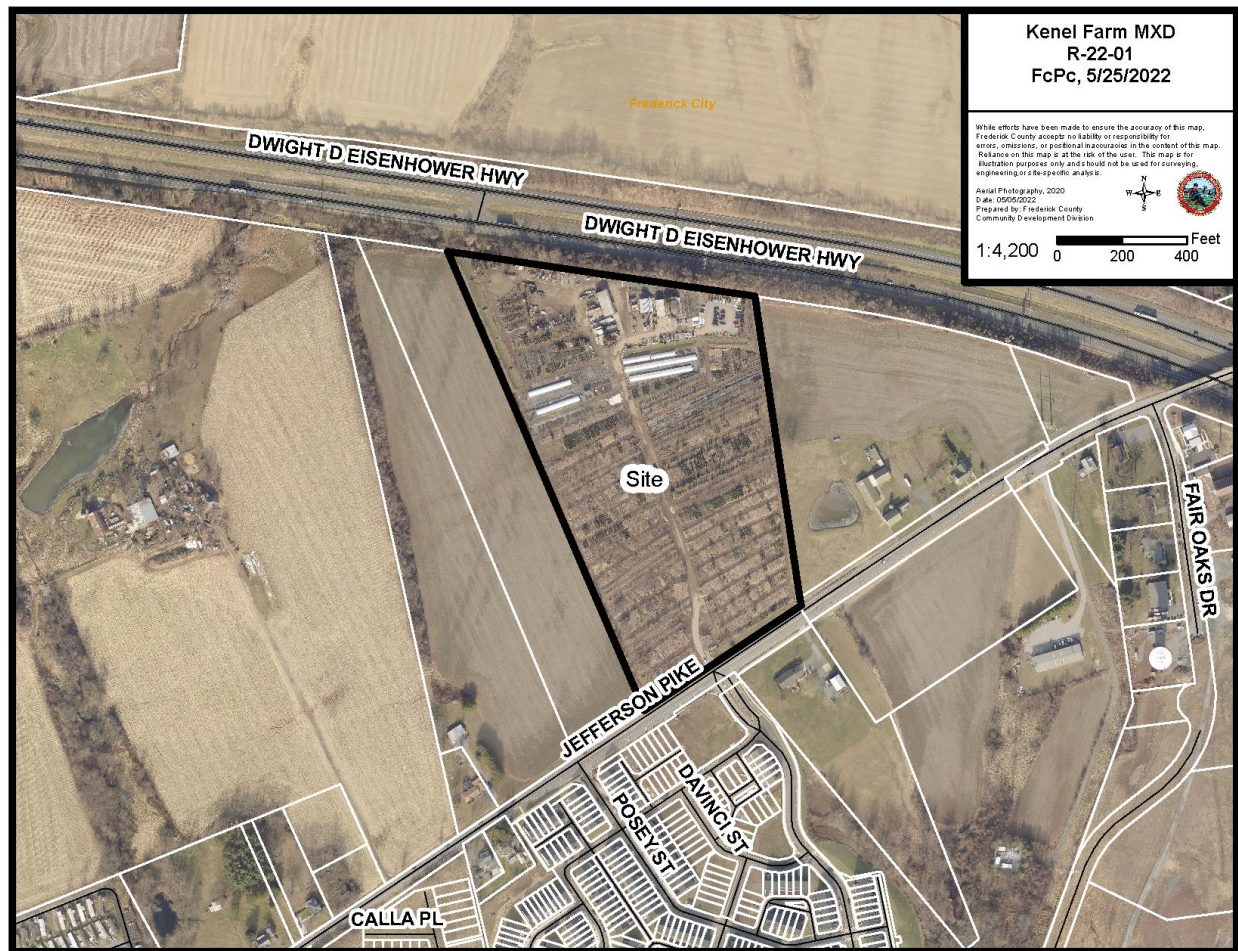 Kenel Farm MXD
R-22-01
FcPc, 5/25/2022
While efforts have been made to ensure the accuracy of this map,
Frederick County accepts no liability or responsibility for
errors, omissions, or positional inaccuracies in the content of this map.
Reliance on this map is at the risk of the user. This map is for
illustration purposes only and should not be used for surveying,
engineering,or site-specific analysis.
Aerial Photography, 2020
Date: 05/05/2022
Prepared by: Frederick County
Community Development Division
N
W E
S
1:4,200
Feet
0 200 400
Frederick City
DWIGHT D EISENHOWER HWY
DWIGHT D EISENHOWER HWY
Site
FAIR OAKS DR
JEFFERSON PIKE
DAVINCI ST
POSEY ST
CALLA PL